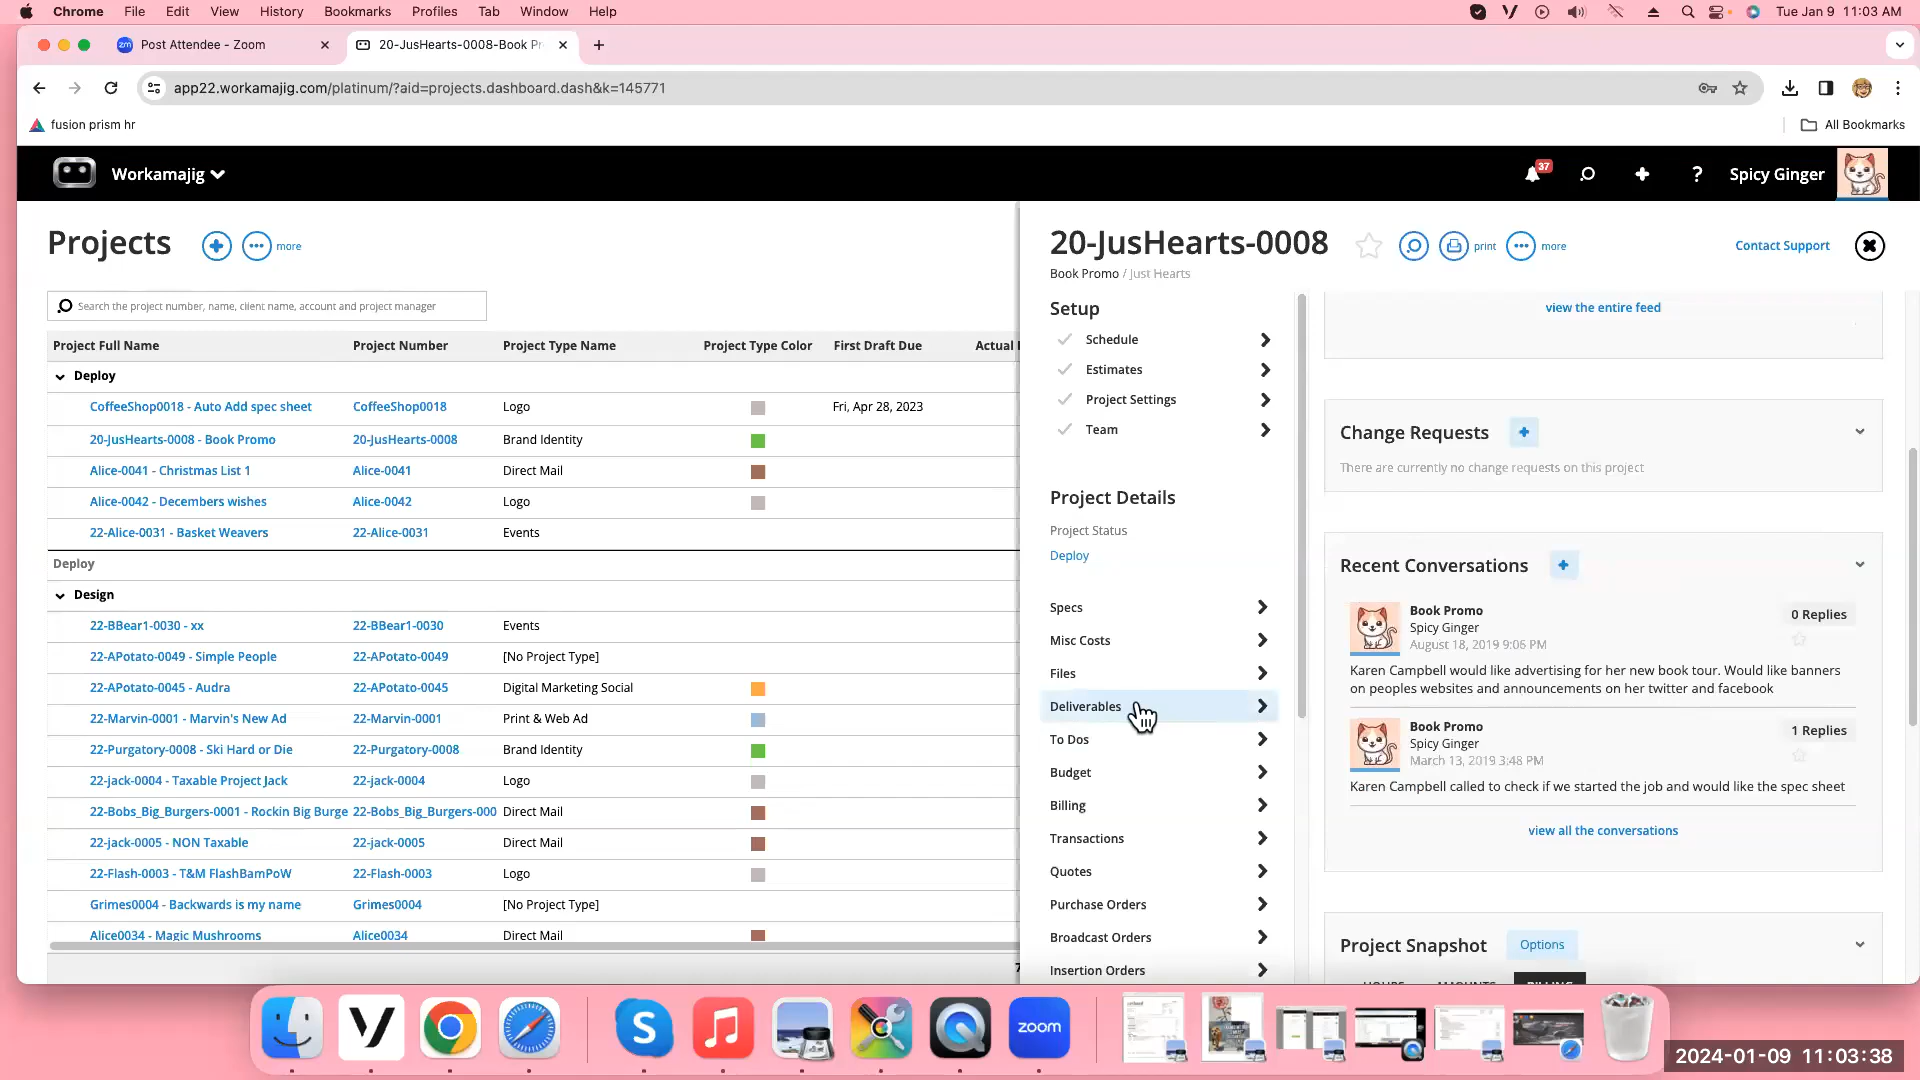 Chrome File Edit View History Bookmarks Profiles Tab Window Help Tue Jan 9 11:03 AM
zm Post Attendee - Zoom 20-JusHearts-0008-Book Pr
app22.workamajig.com/platinum/?aid=projects.dashboard.dash&k=145771
fusion prism hr All Bookmarks
Workamajig 37 ? Spicy Ginger
Projects more
Search the project number, name, client name, account and project manager
Project Full Name Project Number Project Type Name Project Type Color First Draft Due Actual
Deploy
CoffeeShop0018 - Auto Add spec sheet CoffeeShop0018 Logo Fri, Apr 28, 2023
20-JusHearts-0008 - Book Promo 20-JusHearts-0008 Brand Identity
Alice-0041 - Christmas List 1 Alice-0041 Direct Mail
Alice-0042 - Decembers wishes Alice-0042 Logo
22-Alice-0031 - Basket Weavers 22-Alice-0031 Events
Deploy
Design
22-BBear1-0030 - xx 22-BBear1-0030 Events
22-APotato-0049 - Simple People 22-APotato-0049 [No Project Type]
22-APotato-0045 - Audra 22-APotato-0045 Digital Marketing Social
22-Marvin-0001 - Marvin's New Ad 22-Marvin-0001 Print & Web Ad
22-Purgatory-0008 - Ski Hard or Die 22-Purgatory-0008 Brand Identity
22-jack-0004 - Taxable Project Jack 22-jack-0004 Logo
22-Bobs_Big_Burgers-0001 - Rockin Big Burge 22-Bobs_Big_Burgers-000 Direct Mail
22-jack-0005 - NON Taxable 22-jack-0005 Direct Mail
22-Flash-0003 - T&M FlashBamPoW 22-Flash-0003 Logo
Grimes0004 - Backwards is my name Grimes0004 [No Project Type]
Alice0034 - Magic Mushrooms Alice0034 Direct Mail
20-JusHearts-0008 print more Contact Support
Book Promo / Just Hearts
Setup
Schedule
Estimates
Project Settings
Team
Project Details
Project Status
Deploy
Specs
Misc Costs
Files
Deliverables
To Dos
Budget
Billing
Transactions
Quotes
Purchase Orders
Broadcast Orders
Insertion Orders
view the entire feed
Change Requests
There are currently no change requests on this project
Recent Conversations
Book Promo
Spicy Ginger
August 18, 2019 9:06 PM
0 Replies
Karen Campbell would like advertising for her new book tour. Would like banners
on peoples websites and announcements on her twitter and facebook
Book Promo
Spicy Ginger
March 13, 2019 3:48 PM
1 Replies
Karen Campbell called to check if we started the job and would like the spec sheet
view all the conversations
Project Snapshot Options
zoom
2024-01-09 11:03:38